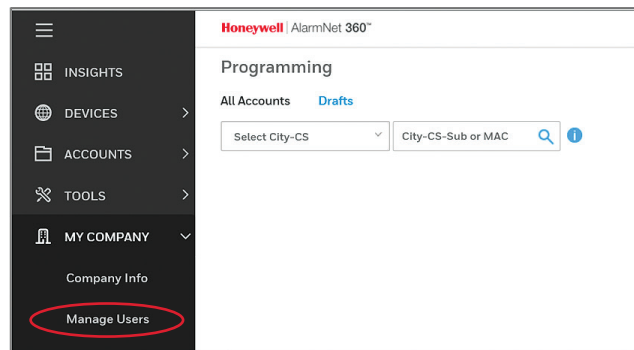 Honeywell | AlarmNet 360™
INSIGHTS
DEVICES
ACCOUNTS
TOOLS
MY COMPANY
Company Info
Manage Users
Programming
All Accounts Drafts
Select City-CS City-CS-Sub or MAC i